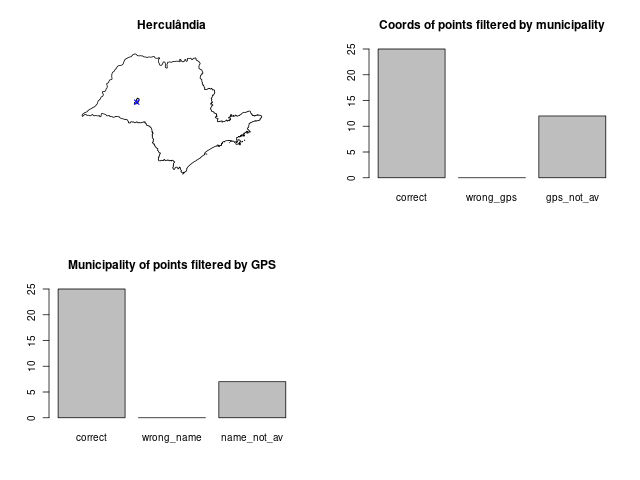 Herculândia
Coords of points filtered by municipality
25
20
15
10
5
0
correct wrong_gps gps_not_av
Municipality of points filtered by GPS
25
20
15
10
5
0
correct wrong_name name_not_av